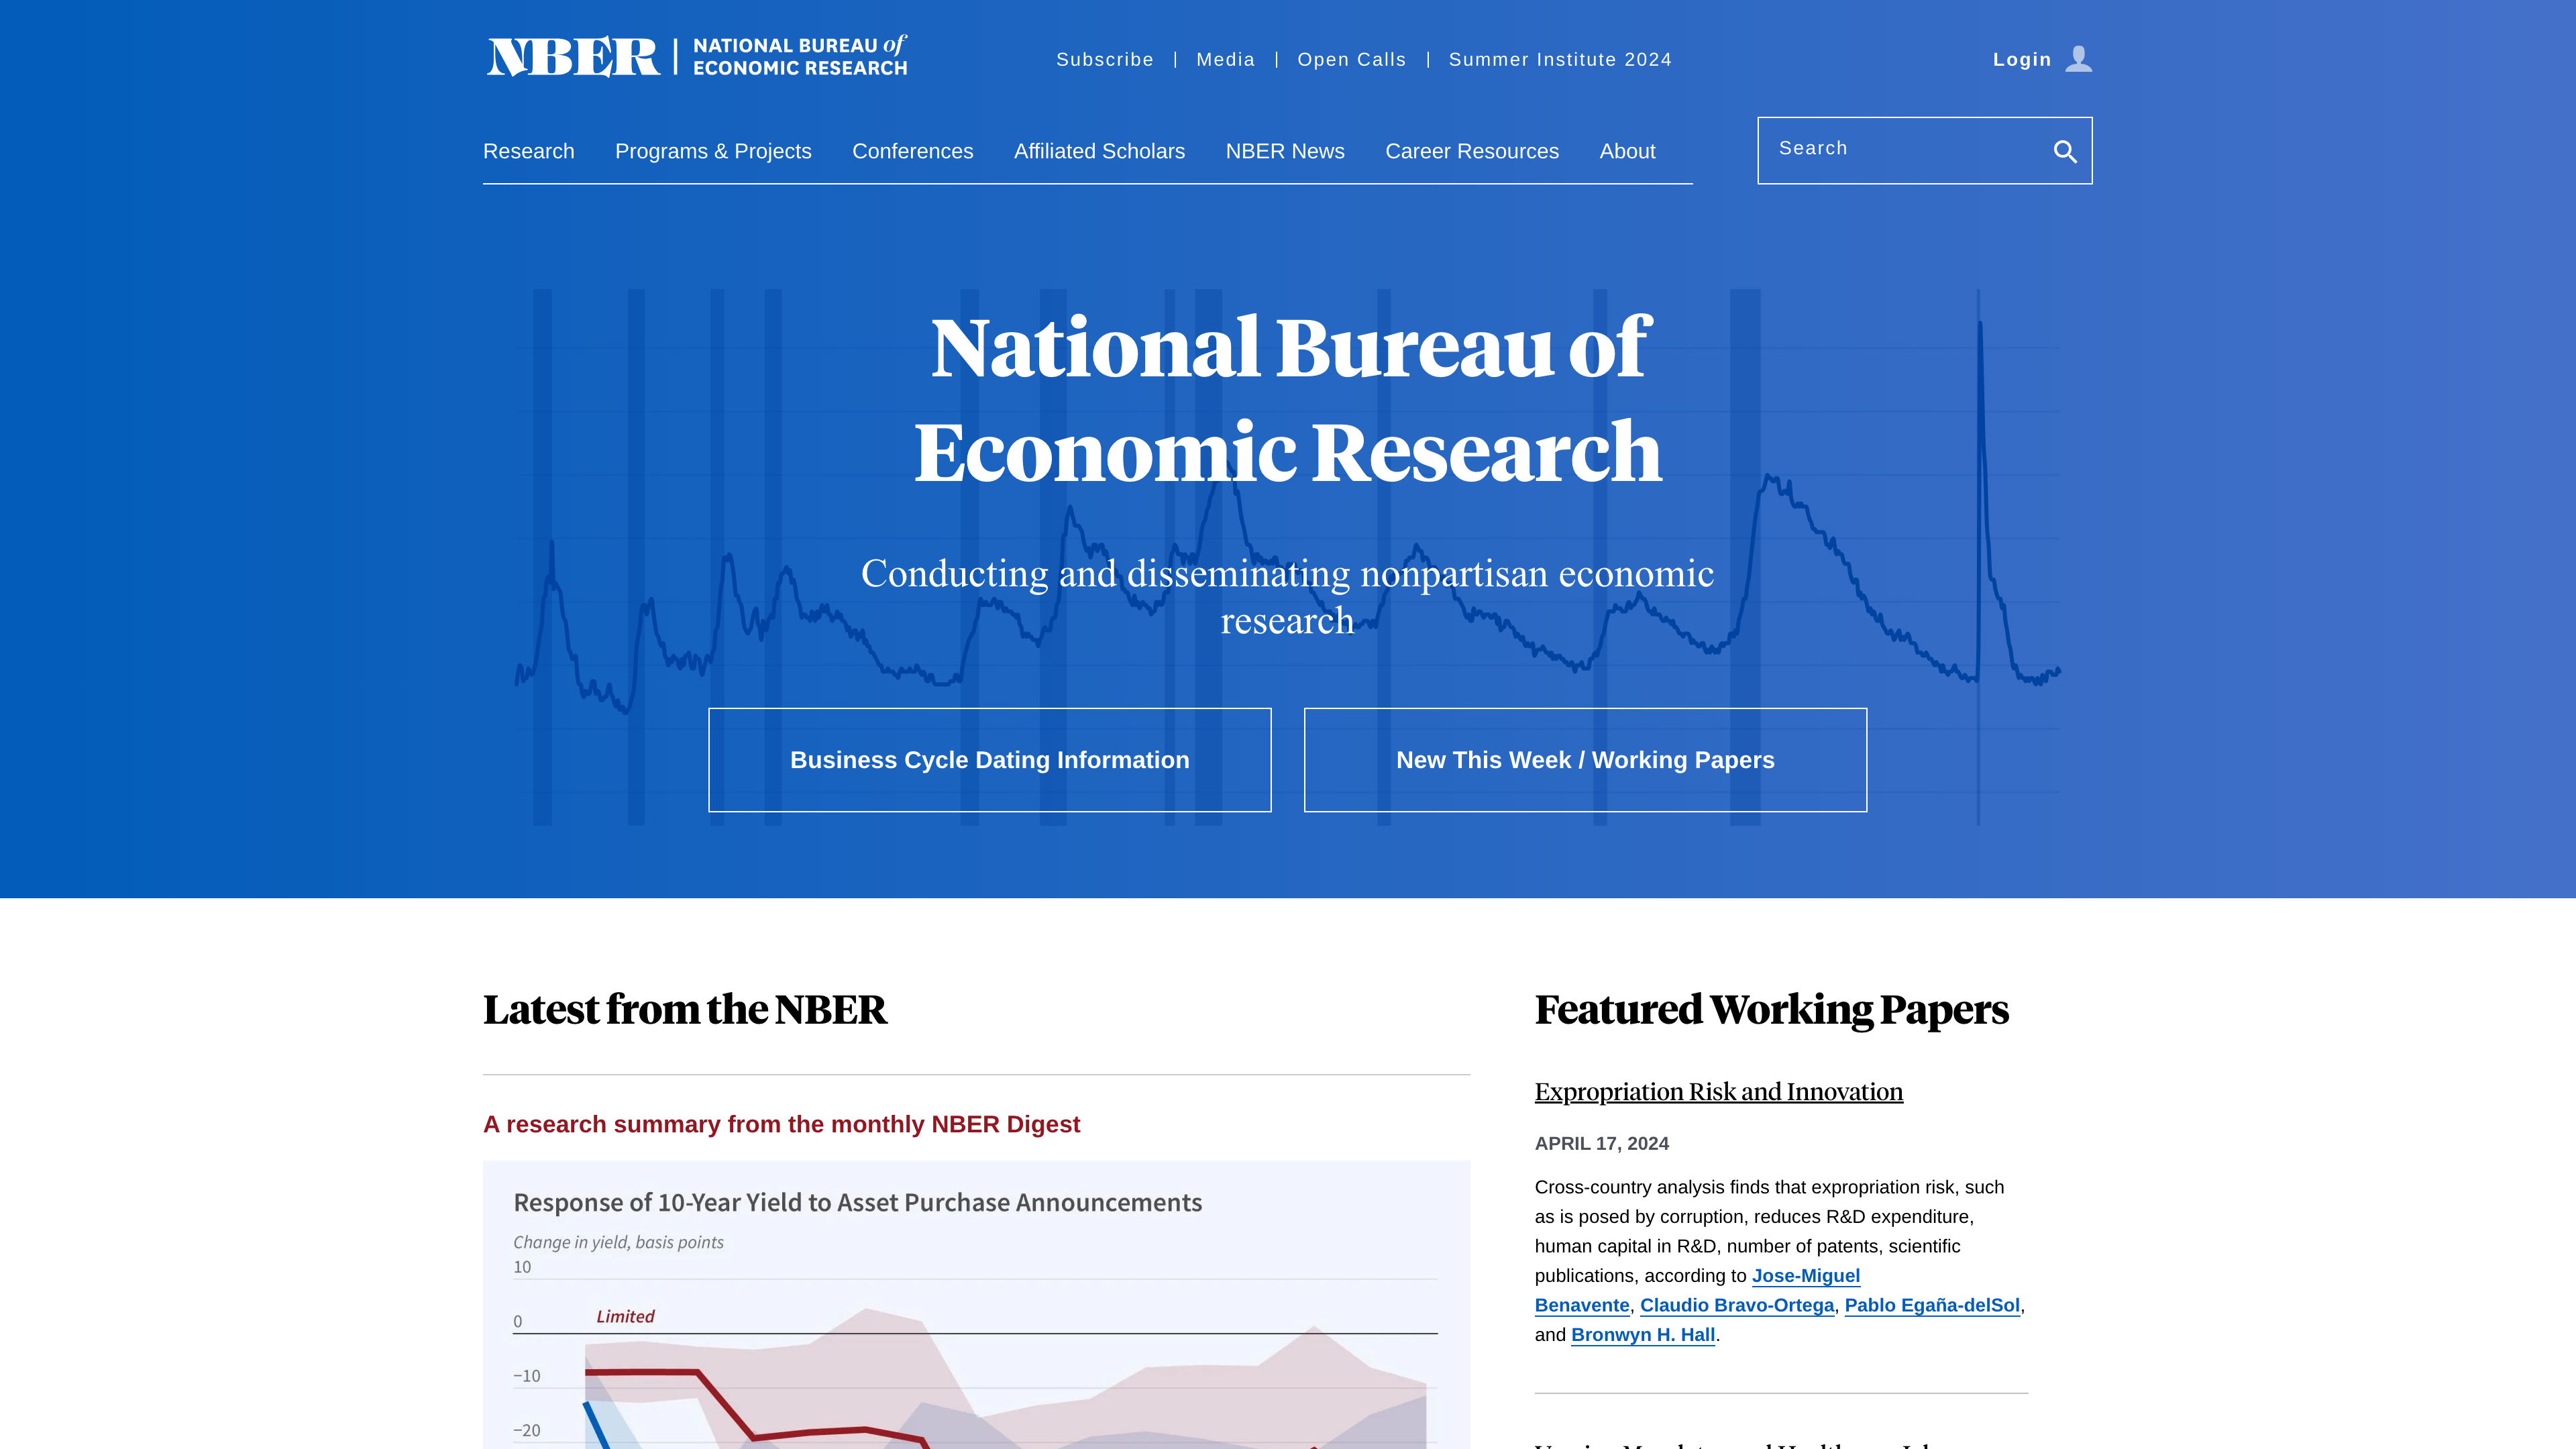 NBER
NATIONAL BUREAU of
ECONOMIC RESEARCH
Subscribe
Media
Open Calls
Summer Institute 2024
Login
Research
Programs & Projects
Conferences
Affiliated Scholars
NBER News
Career Resources
About
Search
National Bureau of
Economic Research
Conducting and disseminating nonpartisan economic
research
Business Cycle Dating Information
New This Week / Working Papers
Latest from the NBER
A research summary from the monthly NBER Digest
Response of 10-Year Yield to Asset Purchase Announcements
Change in yield, basis points
10
0
Limited
−10
−20
Featured Working Papers
Expropriation Risk and Innovation
APRIL 17, 2024
Cross-country analysis finds that expropriation risk, such
as is posed by corruption, reduces R&D expenditure,
human capital in R&D, number of patents, scientific
publications, according to Jose-Miguel
Benavente, Claudio Bravo-Ortega, Pablo Egaña-delSol,
and Bronwyn H. Hall.